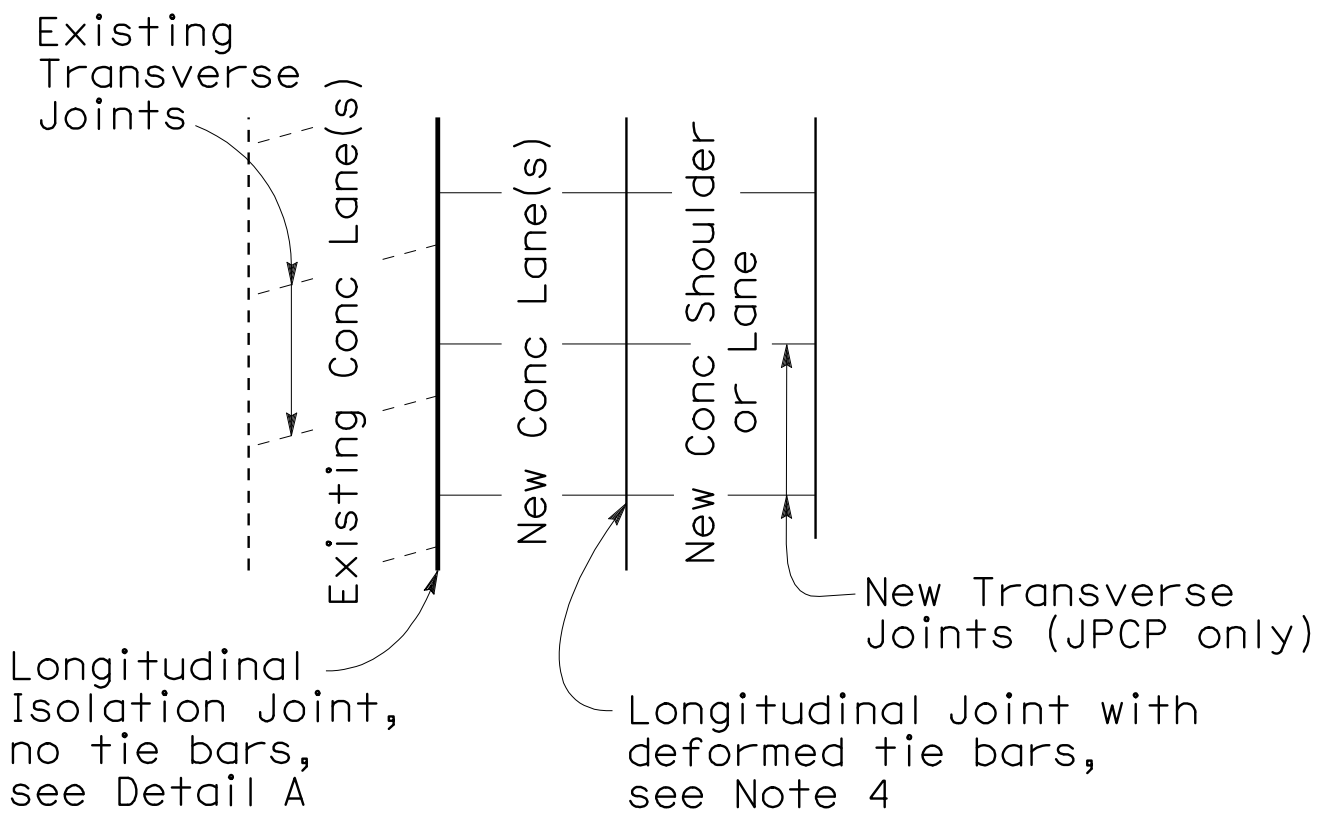 Existing
Transverse
Joints
Existing Conc Lane(s)
New Conc Lane(s)
New Conc Shoulder
or Lane
New Transverse
Joints (JPCP only)
Longitudinal
Isolation Joint,
no tie bars,
see Detail A
Longitudinal Joint with
deformed tie bars,
see Note 4